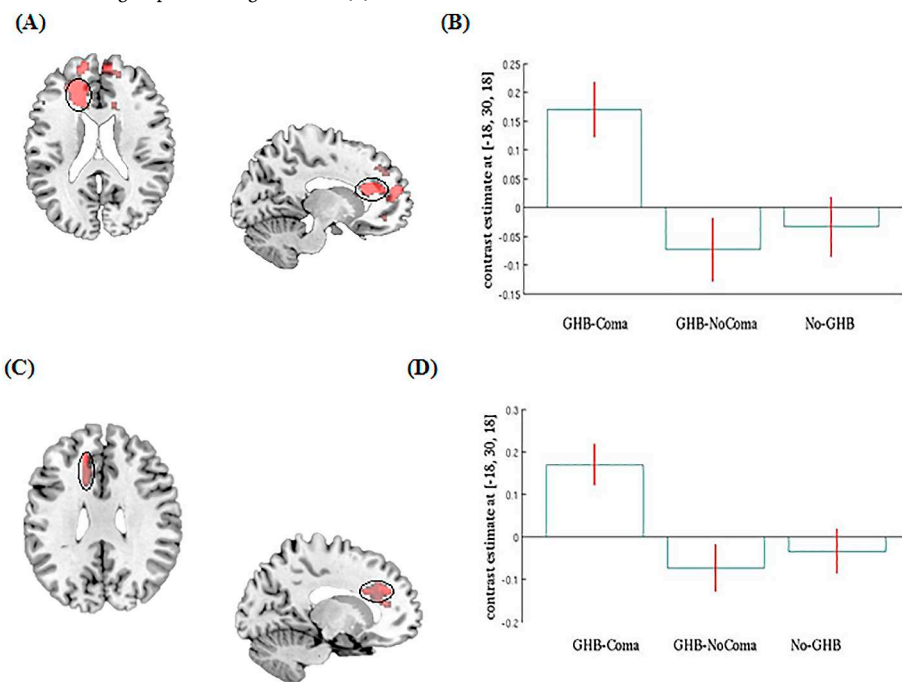 (A)
(B)
contrast estimate at [-18, 30, 18]
0.25
0.2
0.15
0.1
0.05
0
-0.05
-0.1
-0.15
GHB-Coma
GHB-NoComa
No-GHB
(C)
(D)
contrast estimate at [-18, 30, 18]
0.3
0.2
0.1
0
-0.1
-0.2
GHB-Coma
GHB-NoComa
No-GHB